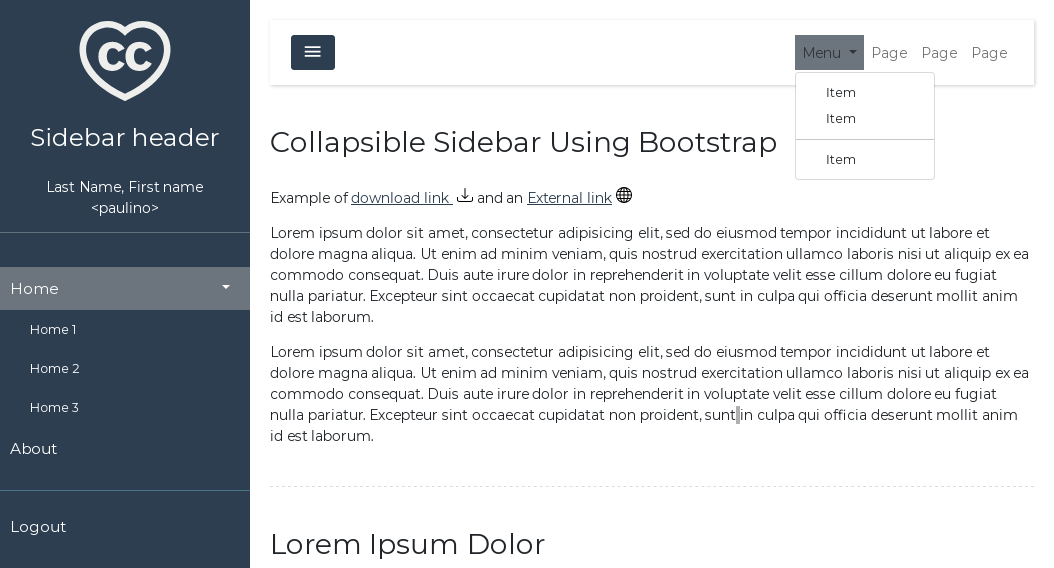 CC
Sidebar header
Last Name, First name
<paulino>
Home
Home 1
Home 2
Home 3
About
Logout
Menu Page Page Page
Item
Item
Item
Collapsible Sidebar Using Bootstrap
Example of download link and an External link
Lorem ipsum dolor sit amet, consectetur adipisicing elit, sed do eiusmod tempor incididunt ut labore et
dolore magna aliqua. Ut enim ad minim veniam, quis nostrud exercitation ullamco laboris nisi ut aliquip ex ea
commodo consequat. Duis aute irure dolor in reprehenderit in voluptate velit esse cillum dolore eu fugiat
nulla pariatur. Excepteur sint occaecat cupidatat non proident, sunt in culpa qui officia deserunt mollit anim
id est laborum.
Lorem ipsum dolor sit amet, consectetur adipisicing elit, sed do eiusmod tempor incididunt ut labore et
dolore magna aliqua. Ut enim ad minim veniam, quis nostrud exercitation ullamco laboris nisi ut aliquip ex ea
commodo consequat. Duis aute irure dolor in reprehenderit in voluptate velit esse cillum dolore eu fugiat
nulla pariatur. Excepteur sint occaecat cupidatat non proident, sunt in culpa qui officia deserunt mollit anim
id est laborum.
Lorem Ipsum Dolor